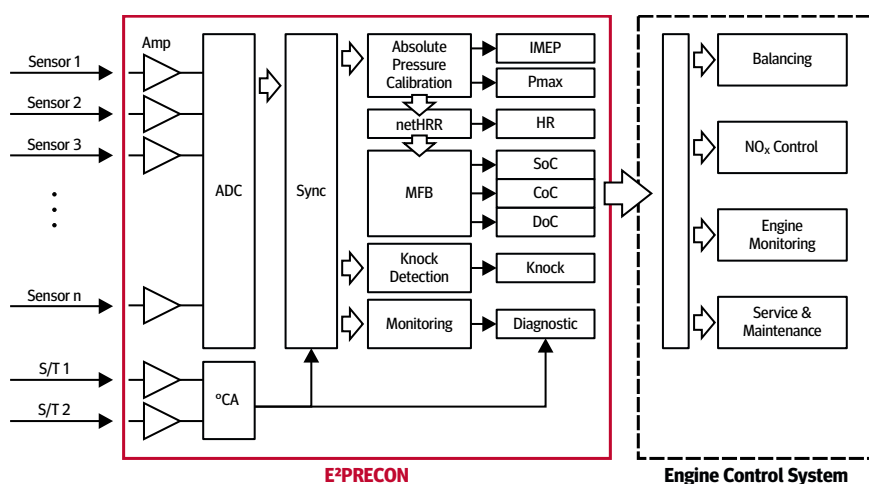 Amp
Sensor 1
Sensor 2
Sensor 3
Sensor n
S/T 1
S/T 2
ADC
°CA
Sync
Absolute
Pressure
Calibration
netHRR
MFB
Knock
Detection
Monitoring
IMEP
Pmax
HR
SoC
CoC
DoC
Knock
Diagnostic
E²PRECON
Balancing
NOₓ Control
Engine
Monitoring
Service &
Maintenance
Engine Control System